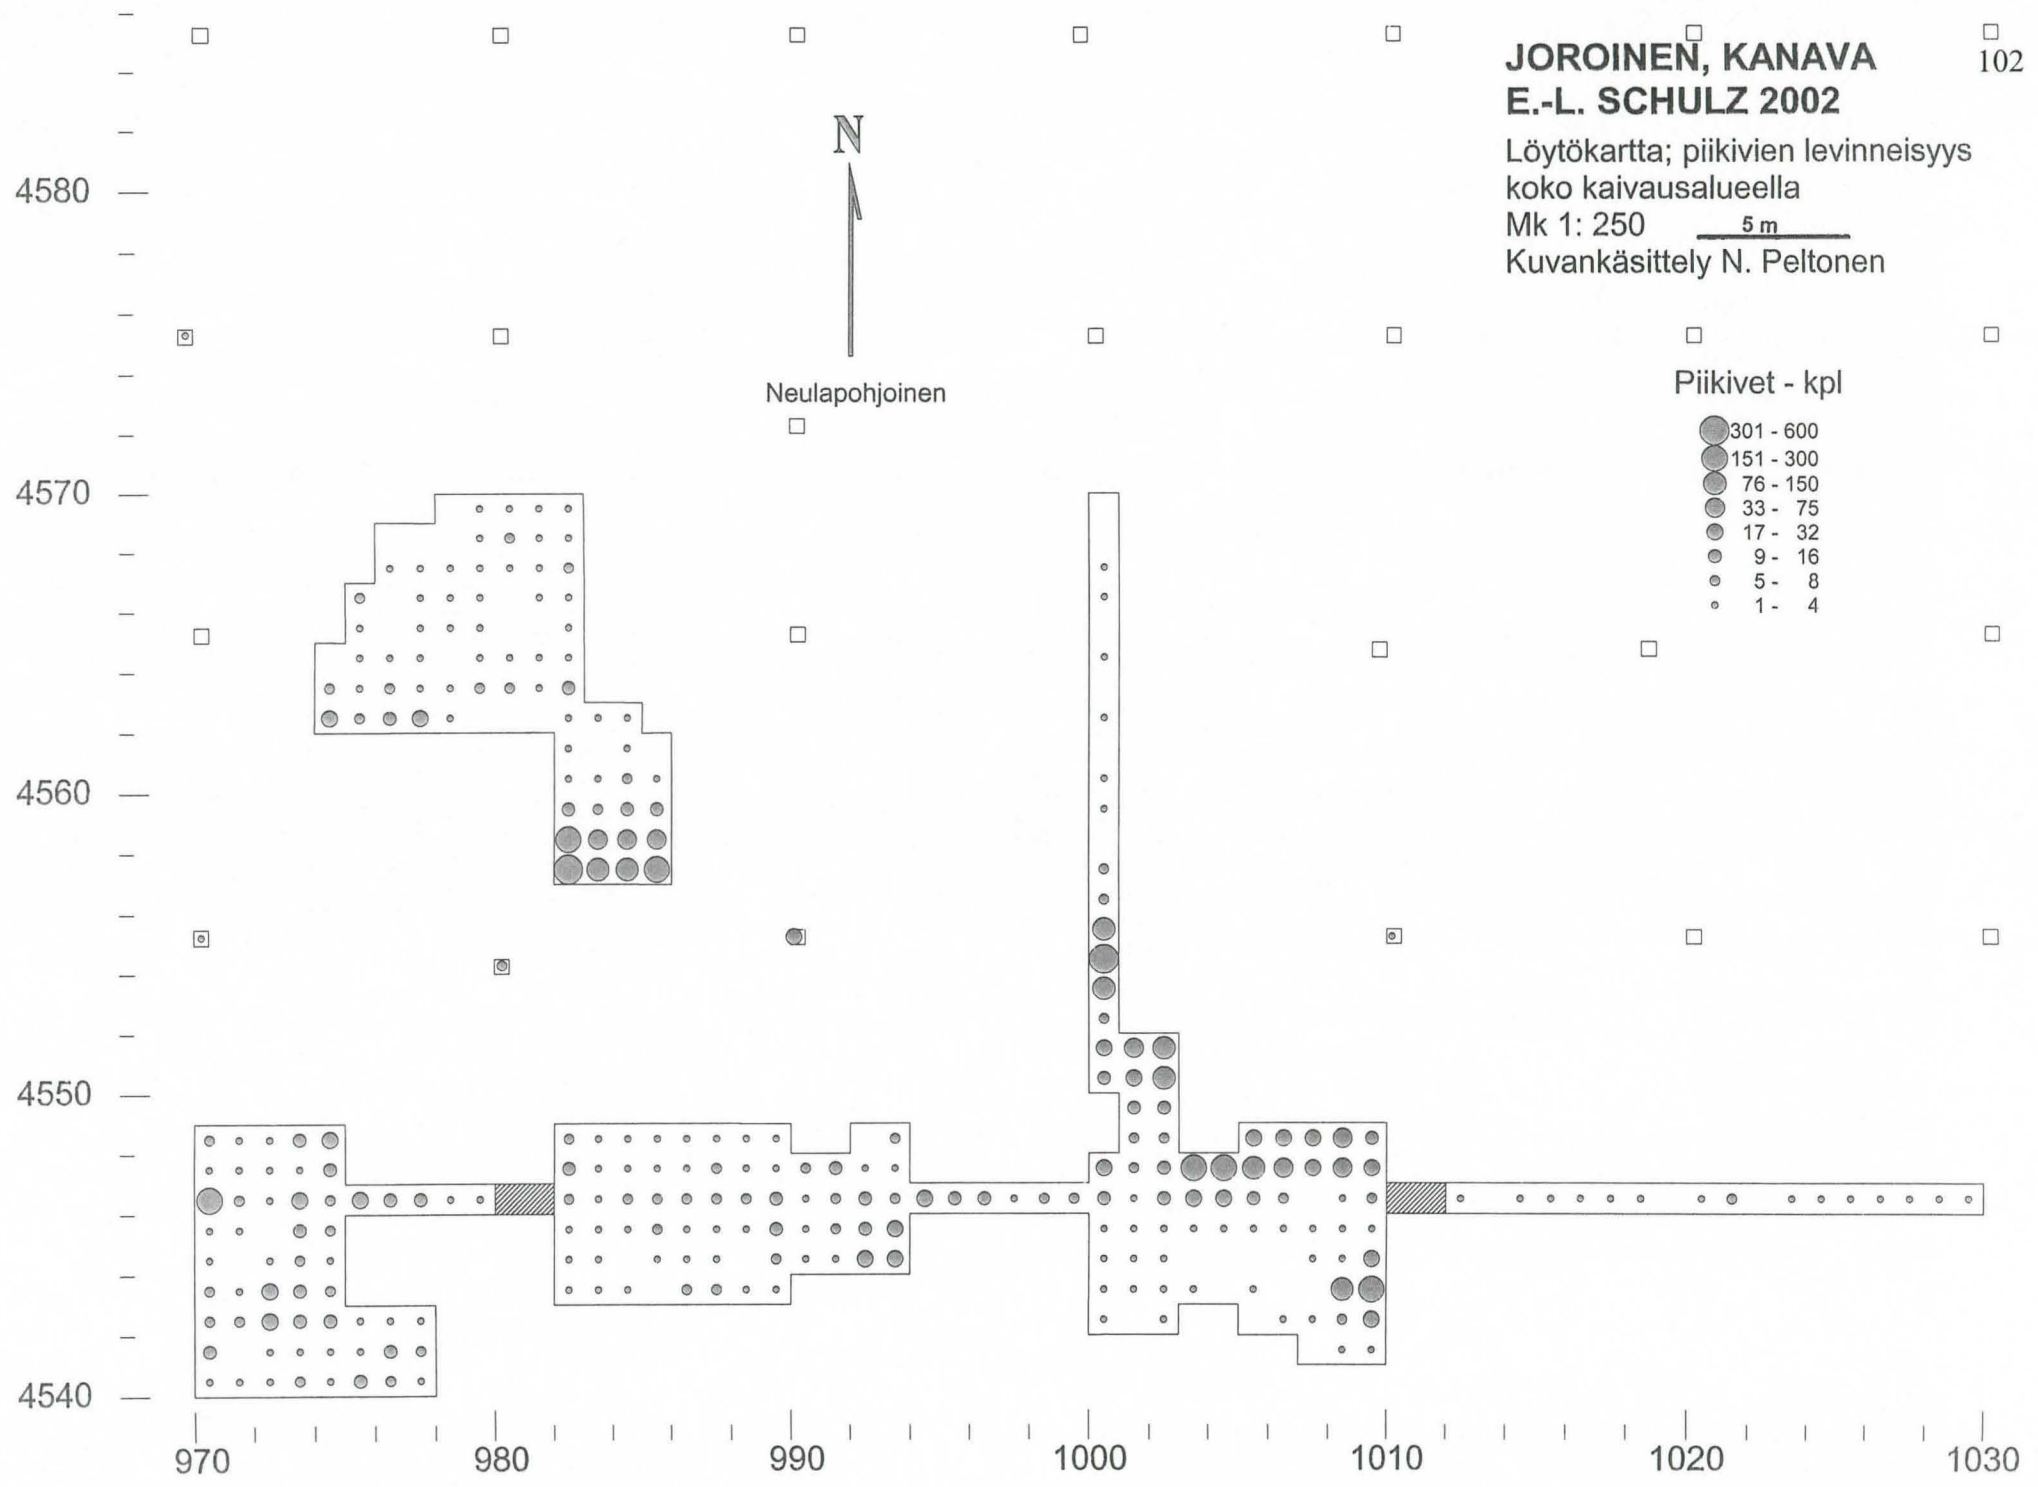 JOROINEN, KANAVA
102
E.-L. SCHULZ 2002
Löytökartta; piikivien levinneisyys
koko kaivausalueella
Mk 1: 250 5 m
Kuvankäsittely N. Peltonen
N
Neulapohjoinen
Piikivet - kpl
301 - 600
151 - 300
76 - 150
33 - 75
17 - 32
9 - 16
5 - 8
1 - 4
4580
4570
4560
4550
4540
970 980 990 1000 1010 1020 1030